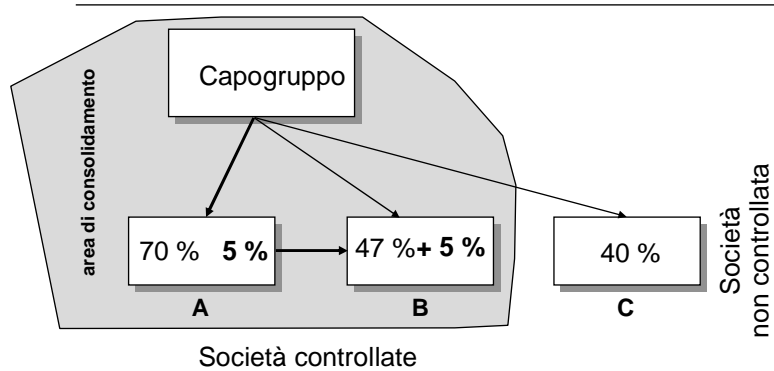 Capogruppo
area di consolidamento
70 % 5 %
47 %+ 5 %
40 %
A
B
C
Società
non controllata
Società controllate